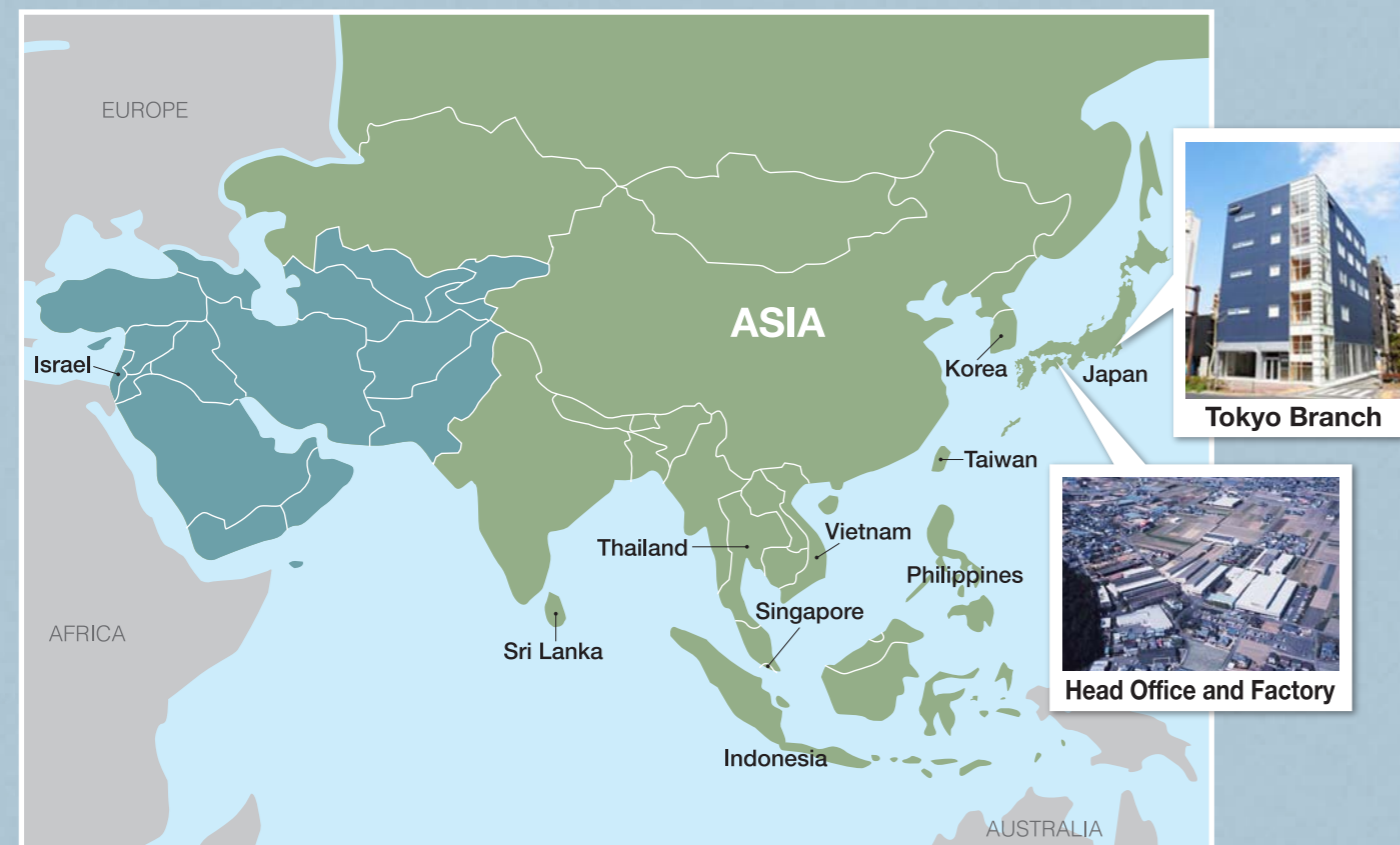 EUROPE
ASIA
Israel
Korea
Japan
Tokyo Branch
Taiwan
Thailand
Vietnam
Philippines
Singapore
AFRICA
Sri Lanka
Head Office and Factory
Indonesia
AUSTRALIA